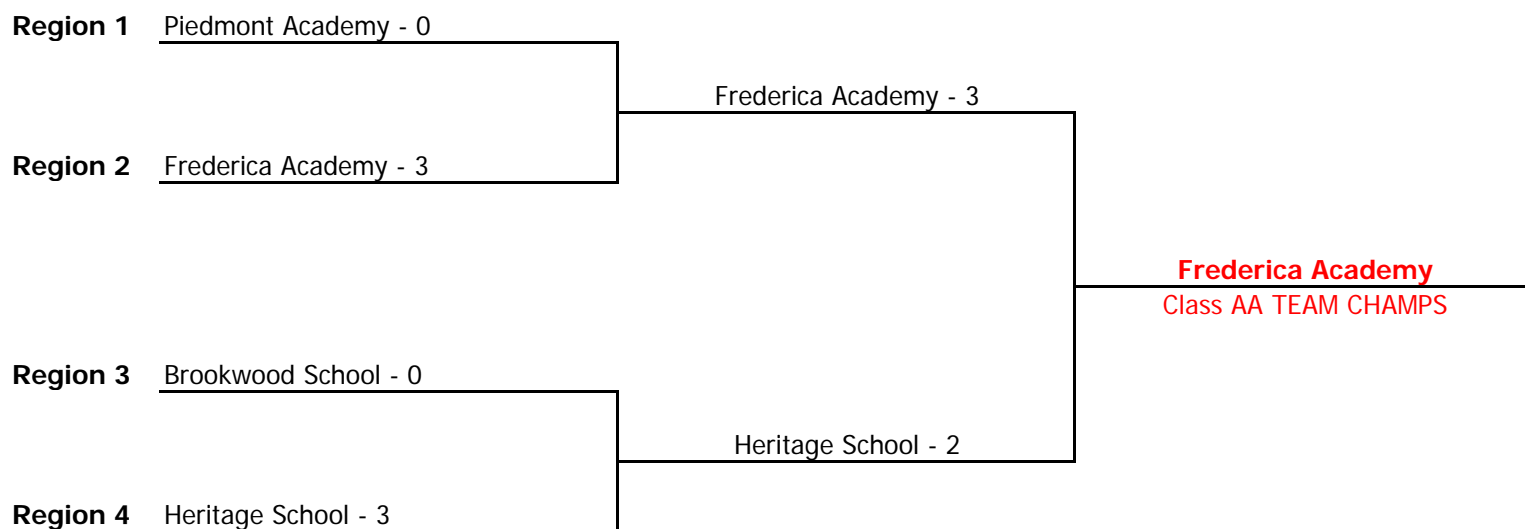 Region 1 Piedmont Academy - 0
Frederica Academy - 3
Region 2 Frederica Academy - 3
Frederica Academy
Class AA TEAM CHAMPS
Region 3 Brookwood School - 0
Heritage School - 2
Region 4 Heritage School - 3